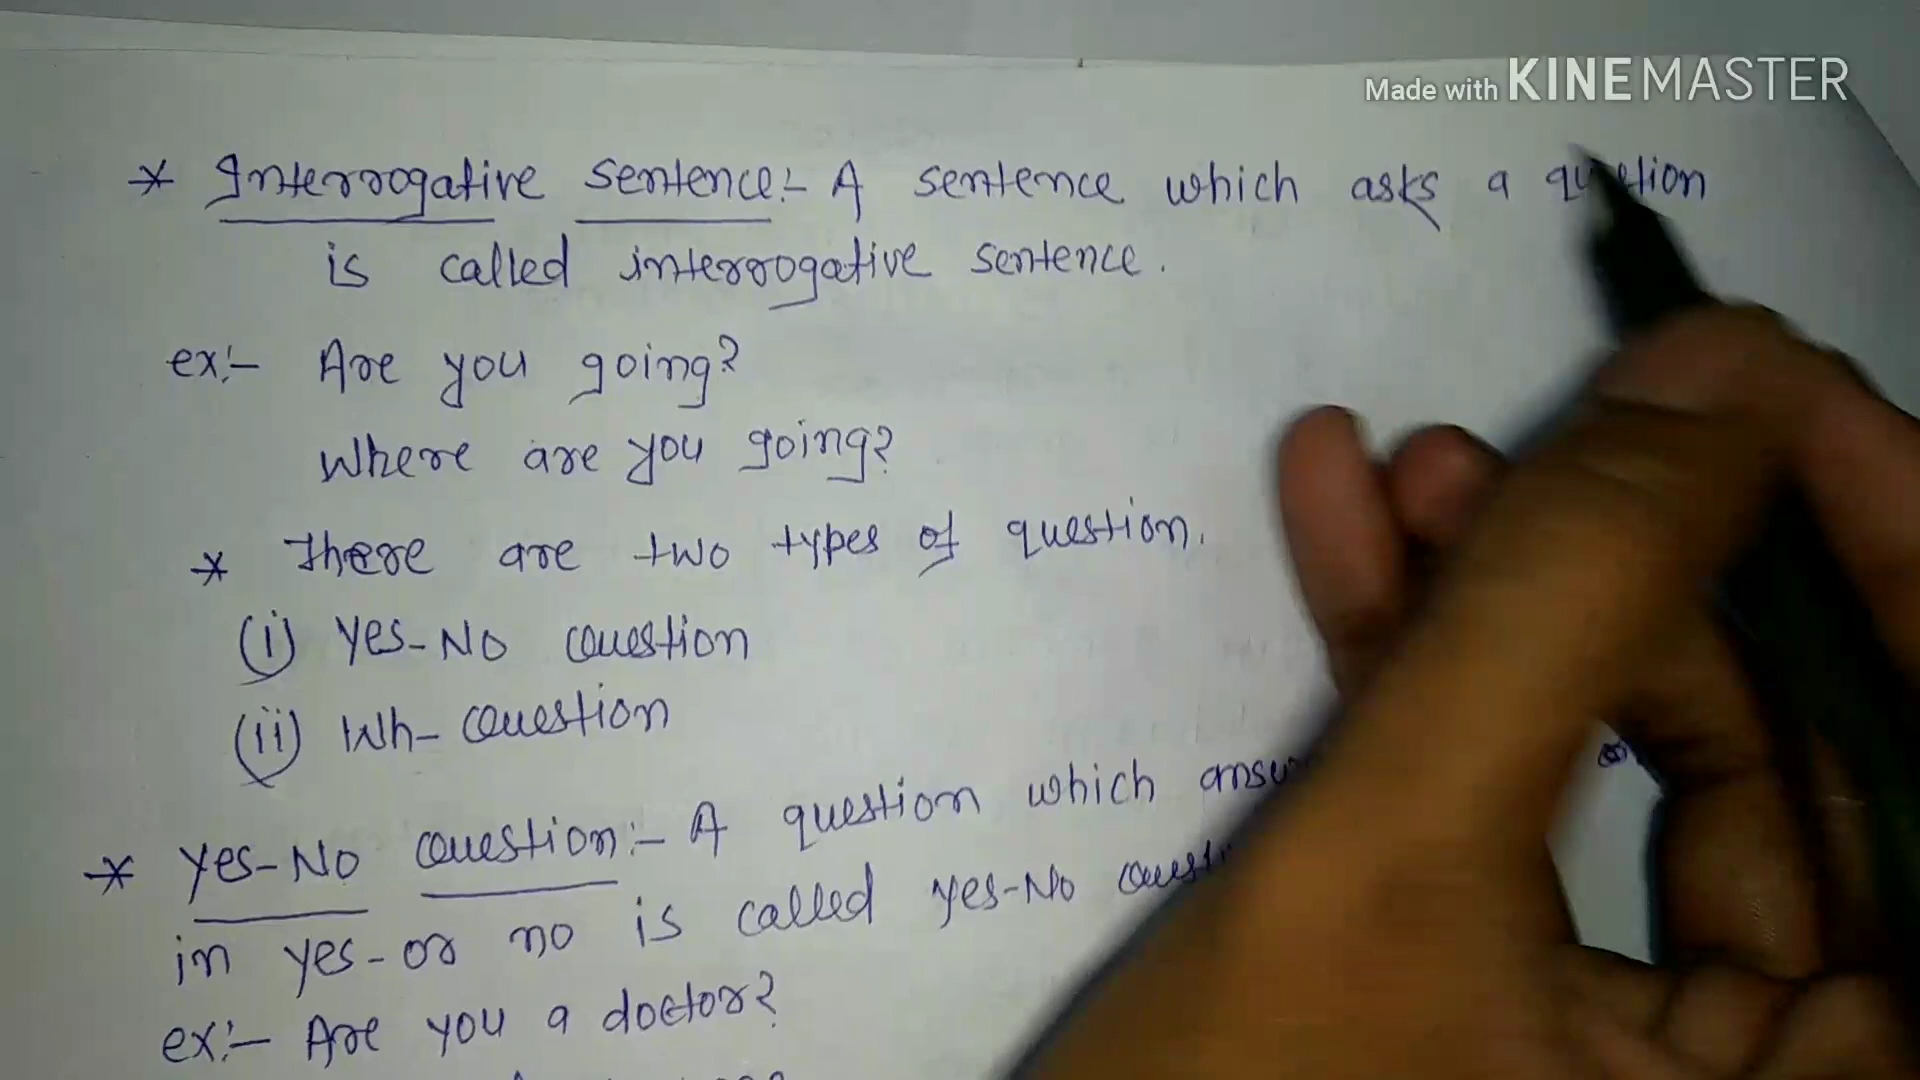 Made with KINEMASTER
* Interrogative sentence:- A sentence which asks a question
is called interrogative sentence.
ex:- Are you going?
Where are you going?
* There are two types of question.
(i) Yes-No Question
(ii) Wh-Question
* Yes-No Question:- A question which
in yes-or no is called yes-No
ex:- Are you a doctor?